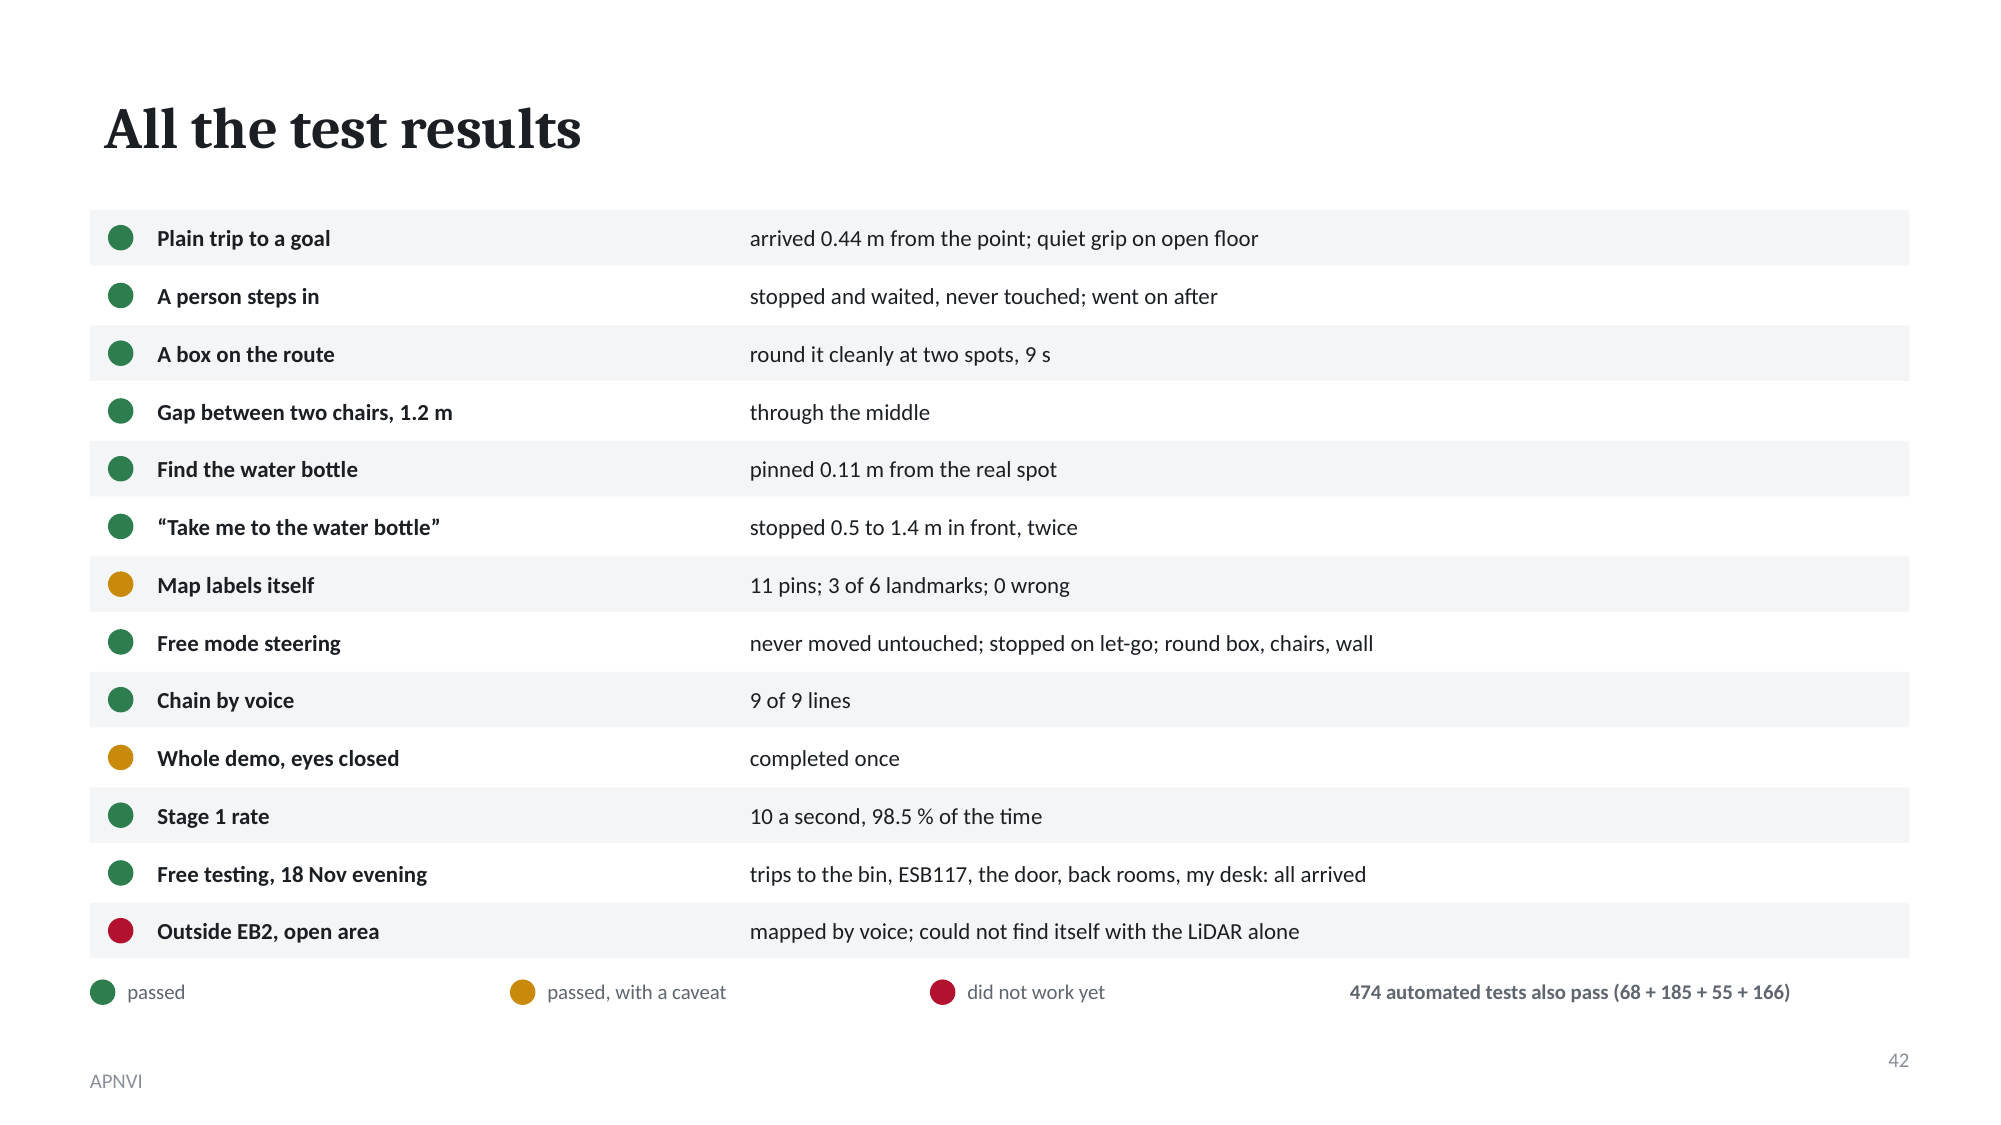 All the test results
Plain trip to a goal arrived 0.44 m from the point; quiet grip on open floor
A person steps in stopped and waited, never touched; went on after
A box on the route round it cleanly at two spots, 9 s
Gap between two chairs, 1.2 m through the middle
Find the water bottle pinned 0.11 m from the real spot
“Take me to the water bottle” stopped 0.5 to 1.4 m in front, twice
Map labels itself 11 pins; 3 of 6 landmarks; 0 wrong
Free mode steering never moved untouched; stopped on let-go; round box, chairs, wall
Chain by voice 9 of 9 lines
Whole demo, eyes closed completed once
Stage 1 rate 10 a second, 98.5 % of the time
Free testing, 18 Nov evening trips to the bin, ESB117, the door, back rooms, my desk: all arrived
Outside EB2, open area mapped by voice; could not find itself with the LiDAR alone
passed passed, with a caveat did not work yet 474 automated tests also pass (68 + 185 + 55 + 166)
42
APNVI